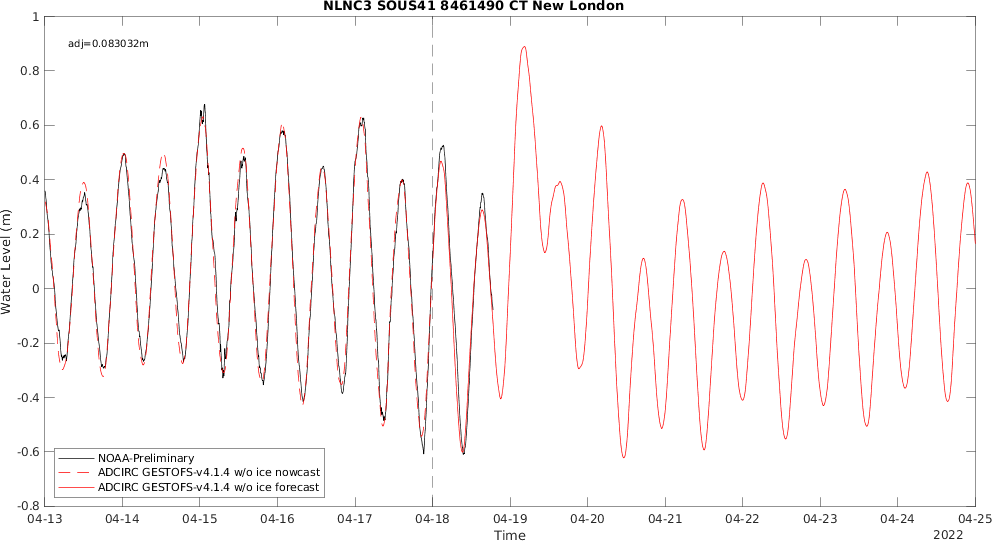 NLNC3 SOUS41 8461490 CT New London
adj=0.083032m
1
0.8
0.6
0.4
0.2
0
-0.2
-0.4
-0.6
-0.8
Water Level (m)
NOAA-Preliminary
ADCIRC GESTOFS-v4.1.4 w/o ice nowcast
ADCIRC GESTOFS-v4.1.4 w/o ice forecast
04-13 04-14 04-15 04-16 04-17 04-18 04-19 04-20 04-21 04-22 04-23 04-24 04-25
Time
2022